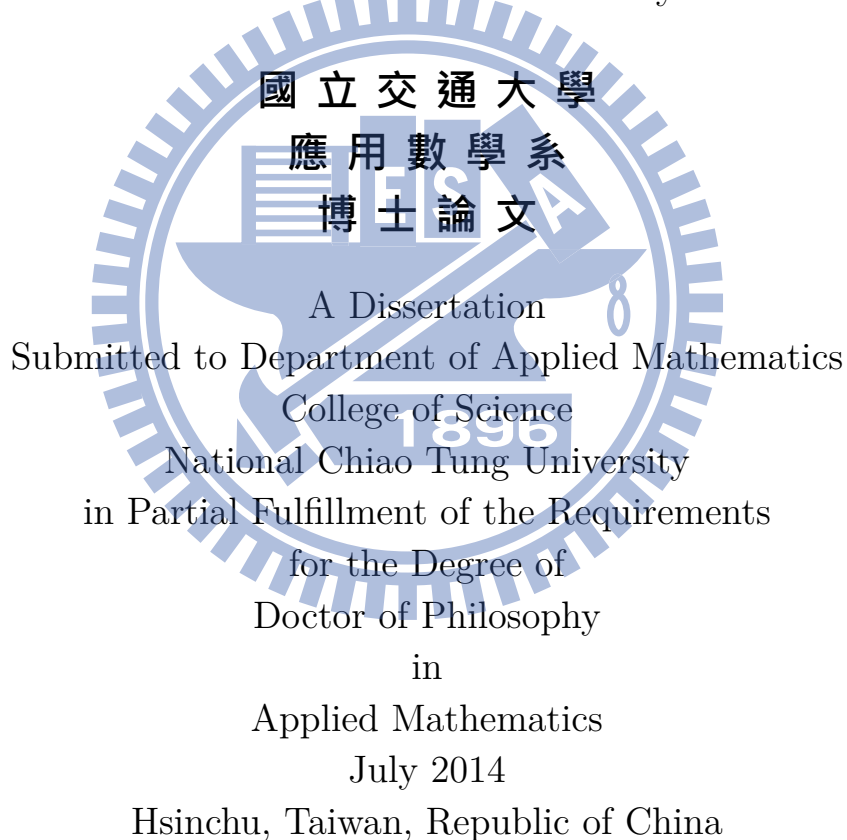 國立交通大學
應用數學系
博士論文
ESA
A Dissertation
Submitted to Department of Applied Mathematics
College of Science
1896
National Chiao Tung University
in Partial Fulfillment of the Requirements
for the Degree of
Doctor of Philosophy
in
Applied Mathematics
July 2014
Hsinchu, Taiwan, Republic of China